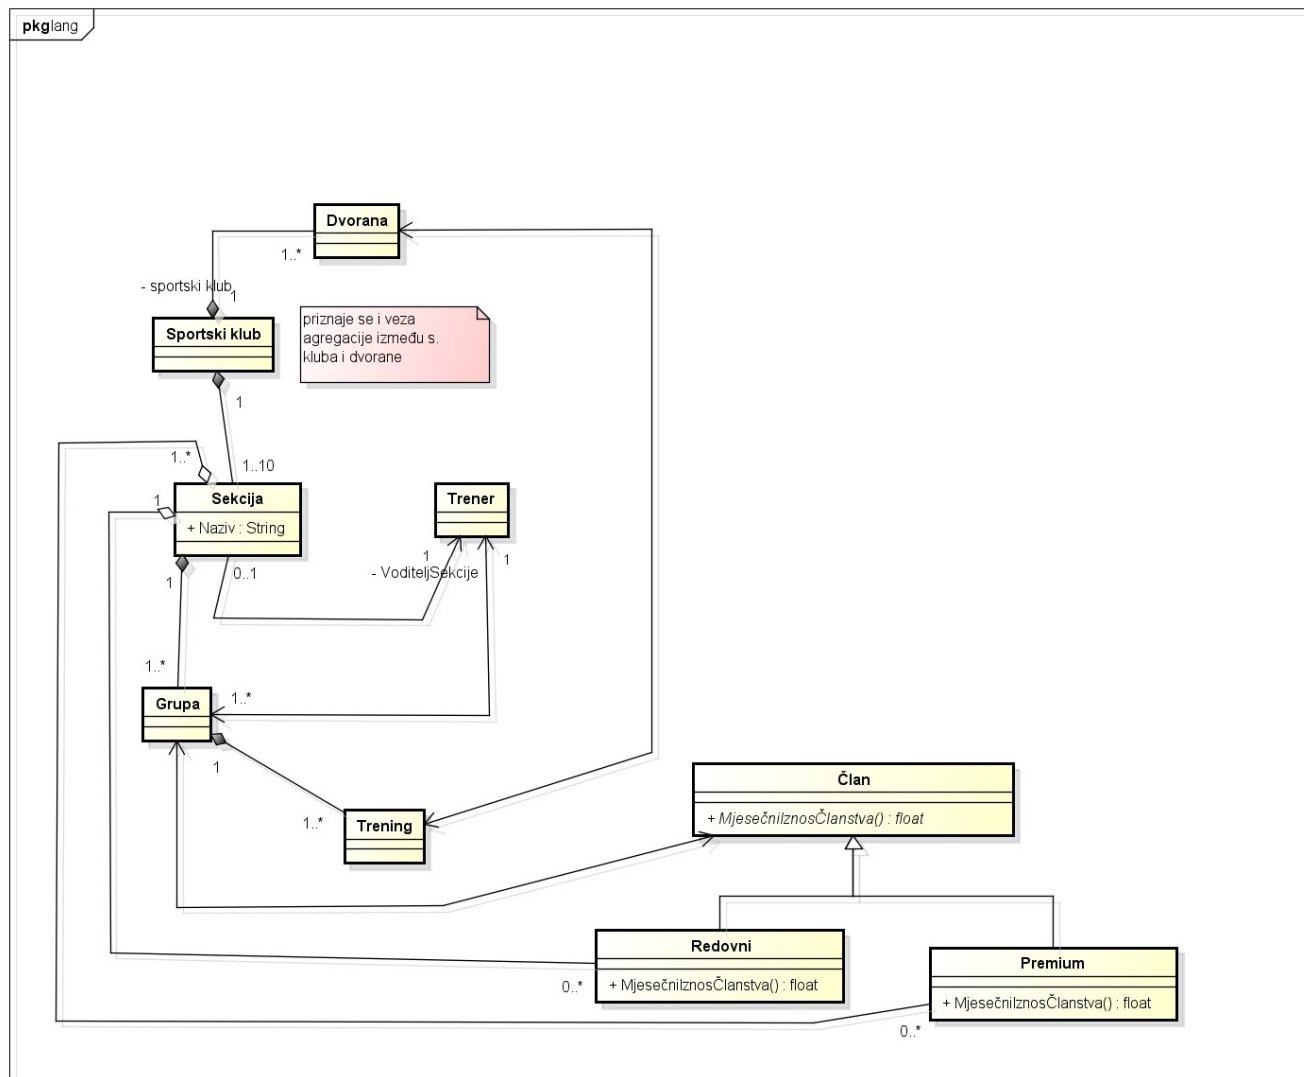 pkg lang
Dvorana
1..*
- sportski klub
1
Sportski klub
priznaje se i veza
agregacije između s.
kluba i dvorane
1
1..*
1..10
1
Sekcija
+ Naziv : String
Trener
1
0..1
1
- VoditeljSekcije
1
1..*
Grupa
1..*
1
1..*
Trening
Član
+ MjesečniIznosČlanstva() : float
Redovni
+ MjesečniIznosČlanstva() : float
0..*
Premium
+ MjesečniIznosČlanstva() : float
0..*